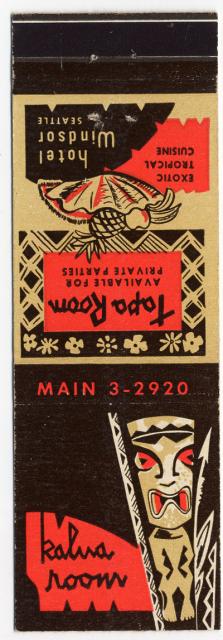 hotel
Windsor
SEATTLE
EXOTIC
TROPICAL
CUISINE
Tapa Room
AVAILABLE FOR
PRIVATE PARTIES
MAIN 3-2920
kalua
room